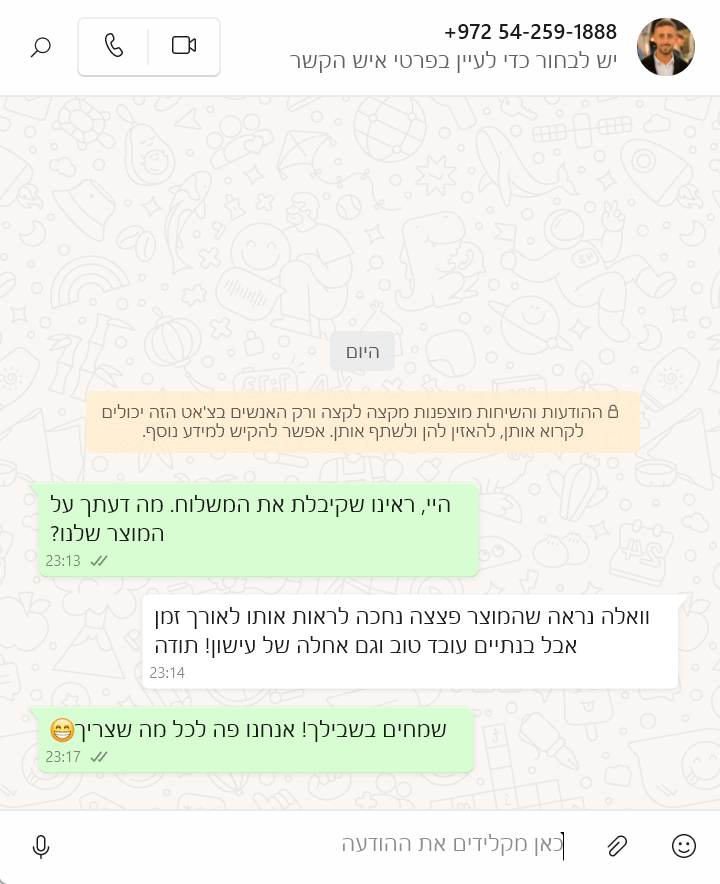 +972 54-259-1888
יש לבחור כדי לעיין בפרטי איש הקשר
היום
ההודעות והשיחות מוצפנות מקצה לקצה ורק האנשים בצ'אט הזה יכולים
לקרוא אותן, להאזין להן ולשתף אותן. אפשר להקיש למידע נוסף.
היי, ראינו שקיבלת את המשלוח. מה דעתך על
המוצר שלנו?
23:13
וואלה נראה שהמוצר פצצה נחכה לראות אותו לאורך זמן
אבל בנתיים עובד טוב וגם אחלה של עישון! תודה
23:14
שמחים בשבילך! אנחנו פה לכל מה שצריך😁
23:17
כאן מקלידים את ההודעה